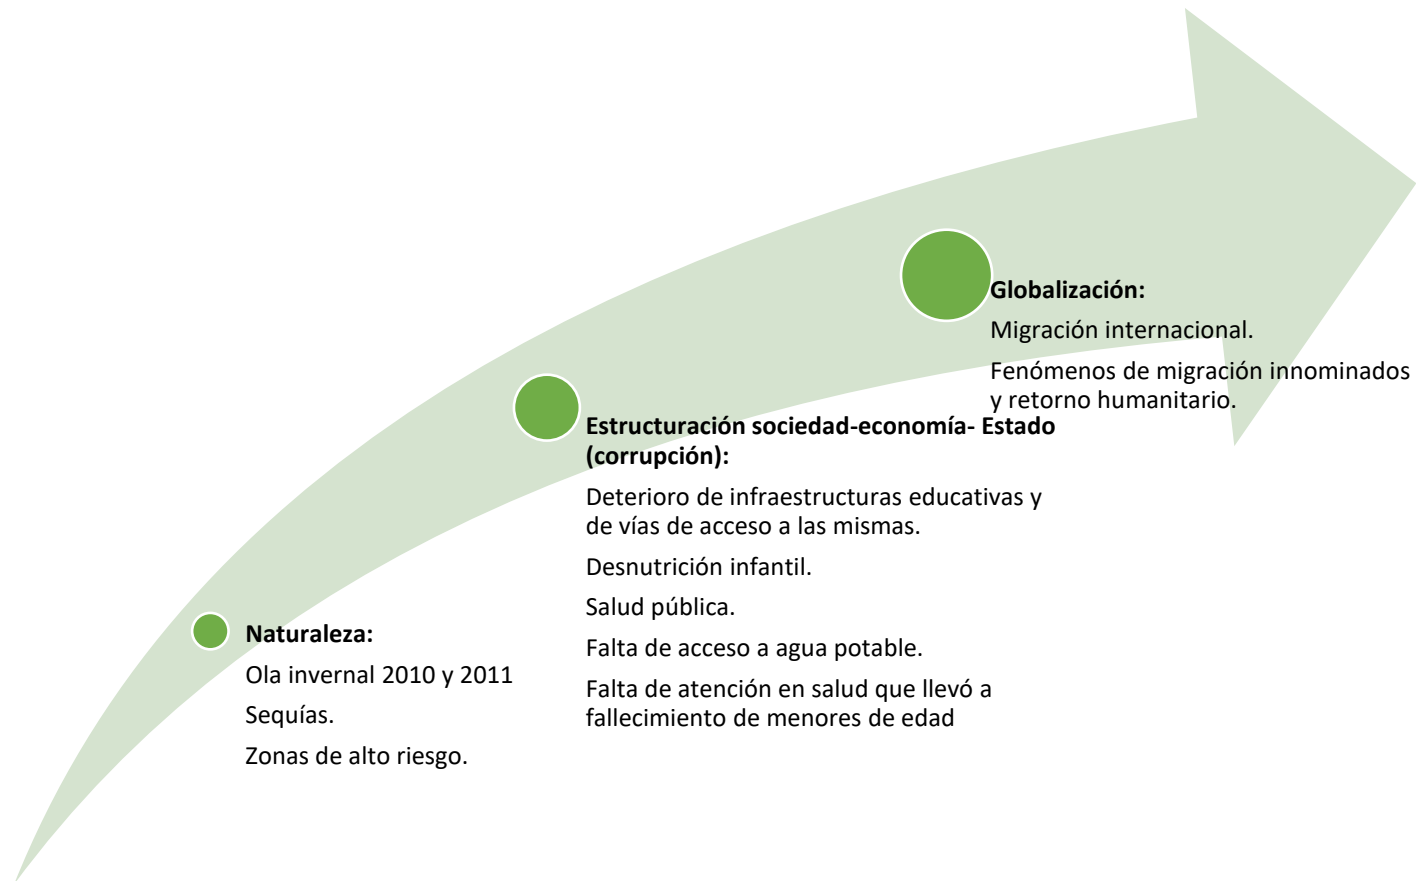 Globalización:
Migración internacional.
Fenómenos de migración innominados
y retorno humanitario.
Estructuración sociedad-economía- Estado
(corrupción):
Deterioro de infraestructuras educativas y
de vías de acceso a las mismas.
Desnutrición infantil.
Salud pública.
Falta de acceso a agua potable.
Falta de atención en salud que llevó a
fallecimiento de menores de edad
Naturaleza:
Ola invernal 2010 y 2011
Sequías.
Zonas de alto riesgo.